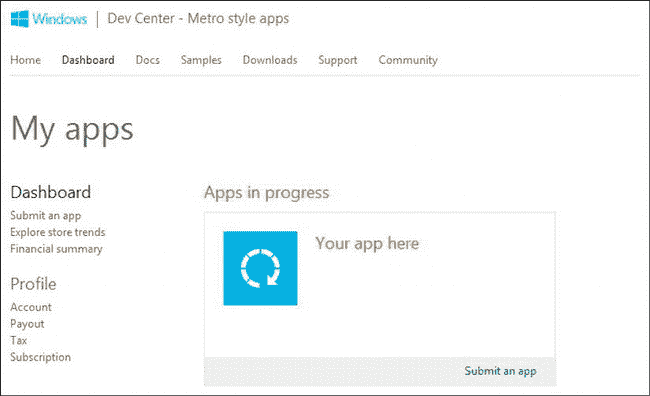 Windows | Dev Center - Metro style apps
Home Dashboard Docs Samples Downloads Support Community
My apps
Dashboard
Submit an app
Explore store trends
Financial summary
Profile
Account
Payout
Tax
Subscription
Apps in progress
Your app here
Submit an app